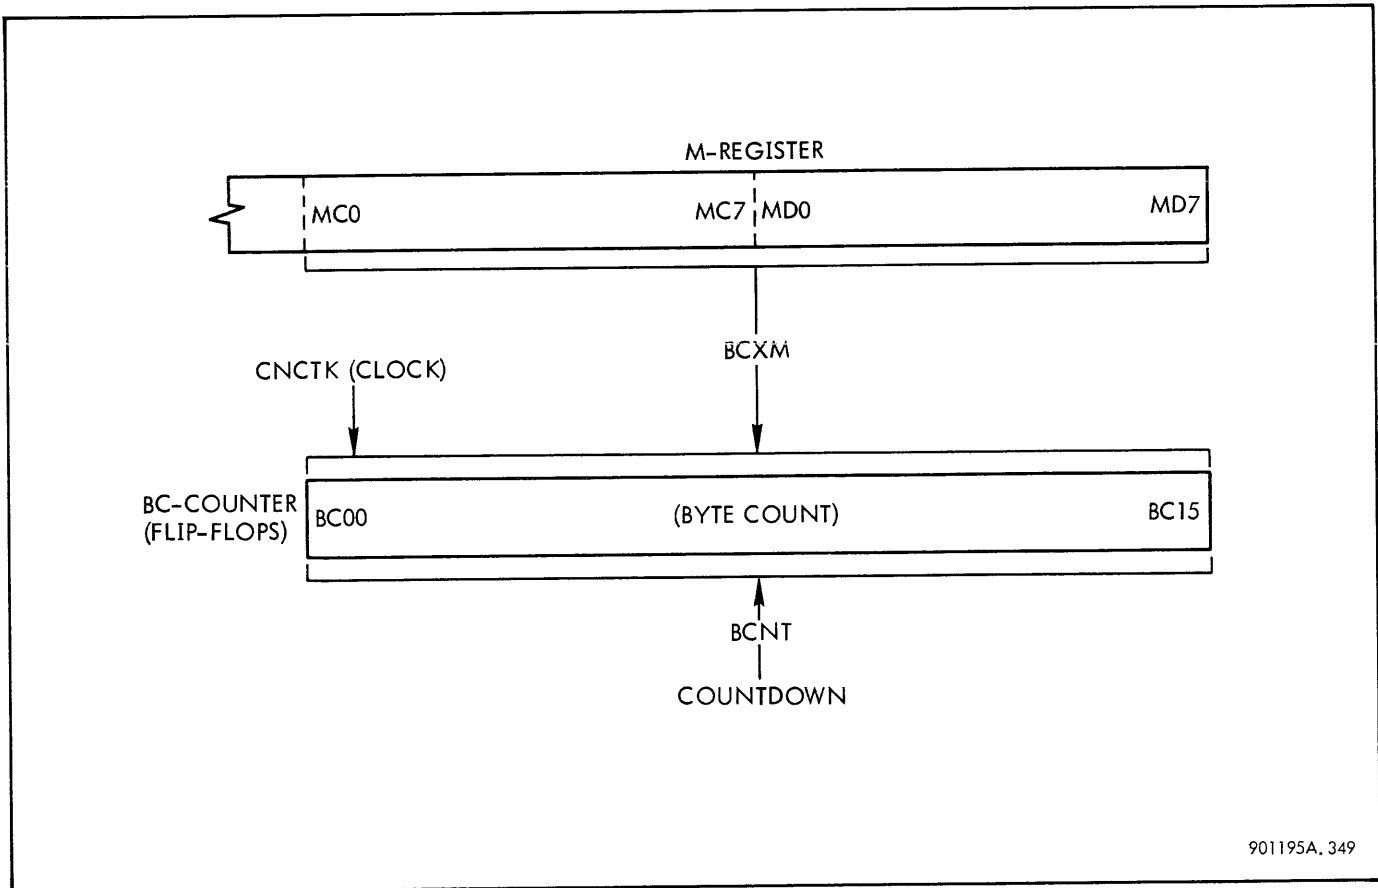 M-REGISTER
MC0
MC7
MD0
MD7
BCXM
CNCTK (CLOCK)
BC-COUNTER
(FLIP-FLOPS)
BC00
(BYTE COUNT)
BC15
BCNT
COUNTDOWN
901195A. 349